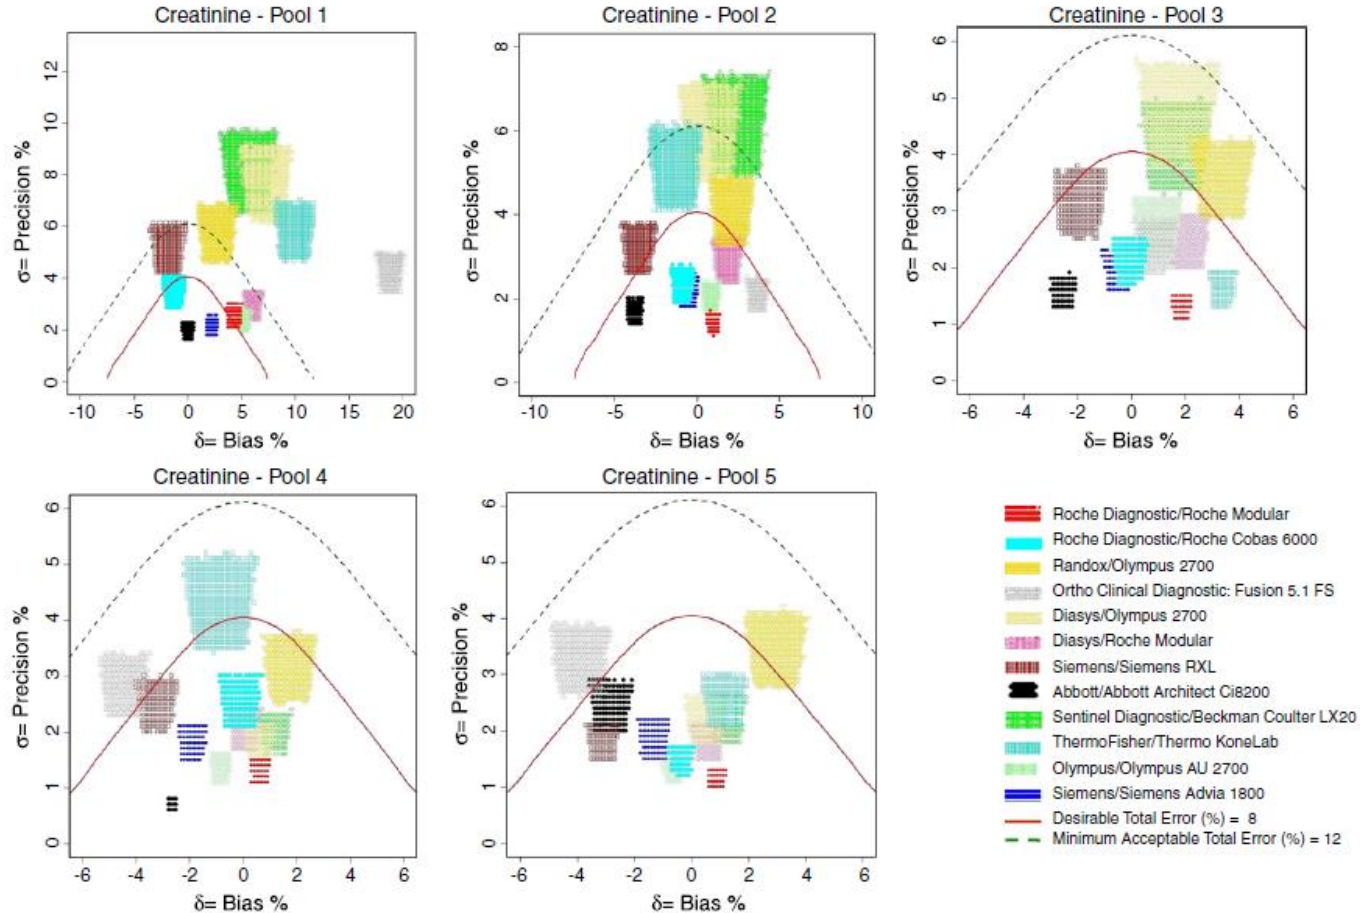 Creatinine - Pool 1
σ= Precision %
12
10
8
6
4
2
0
-10 -5 0 5 10 15 20
δ= Bias %
Creatinine - Pool 2
σ= Precision %
8
6
4
2
0
-10 -5 0 5 10
δ= Bias %
Creatinine - Pool 3
σ= Precision %
6
5
4
3
2
1
0
-6 -4 -2 0 2 4 6
δ= Bias %
Creatinine - Pool 4
σ= Precision %
6
5
4
3
2
1
0
-6 -4 -2 0 2 4 6
δ= Bias %
Creatinine - Pool 5
σ= Precision %
6
5
4
3
2
1
0
-6 -4 -2 0 2 4 6
δ= Bias %
Roche Diagnostic/Roche Modular
Roche Diagnostic/Roche Cobas 6000
Randox/Olympus 2700
Ortho Clinical Diagnostic: Fusion 5.1 FS
Diasys/Olympus 2700
Diasys/Roche Modular
Siemens/Siemens RXL
Abbott/Abbott Architect Ci8200
Sentinel Diagnostic/Beckman Coulter LX20
ThermoFisher/Thermo KoneLab
Olympus/Olympus AU 2700
Siemens/Siemens Advia 1800
Desirable Total Error (%) = 8
Minimum Acceptable Total Error (%) = 12